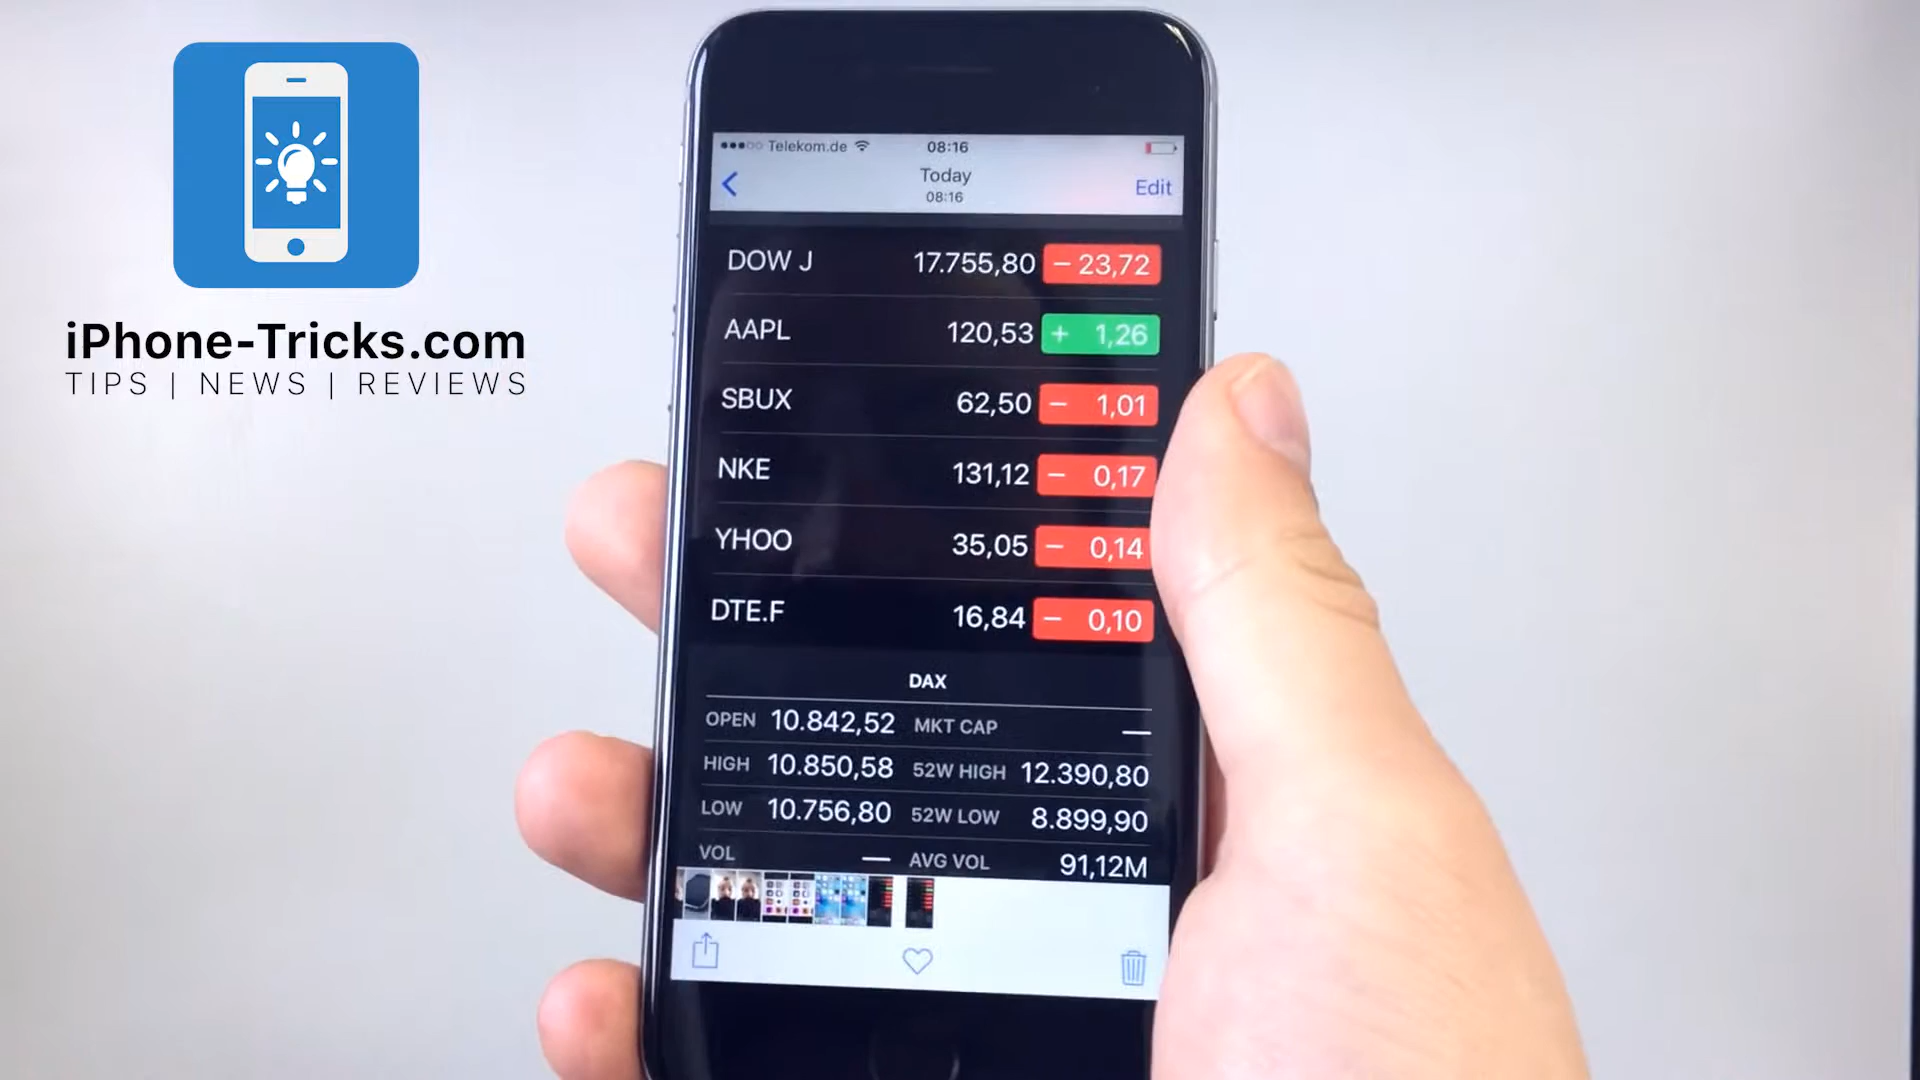 iPhone-Tricks.com
TIPS | NEWS | REVIEWS
Telekom.de 08:16
Today
08:16
Edit
DOW J 17.755,80 − 23,72
AAPL 120,53 + 1,26
SBUX 62,50 − 1,01
NKE 131,12 − 0,17
YHOO 35,05 − 0,14
DTE.F 16,84 − 0,10
DAX
OPEN 10.842,52 MKT CAP —
HIGH 10.850,58 52W HIGH 12.390,80
LOW 10.756,80 52W LOW 8.899,90
VOL — AVG VOL 91,12M